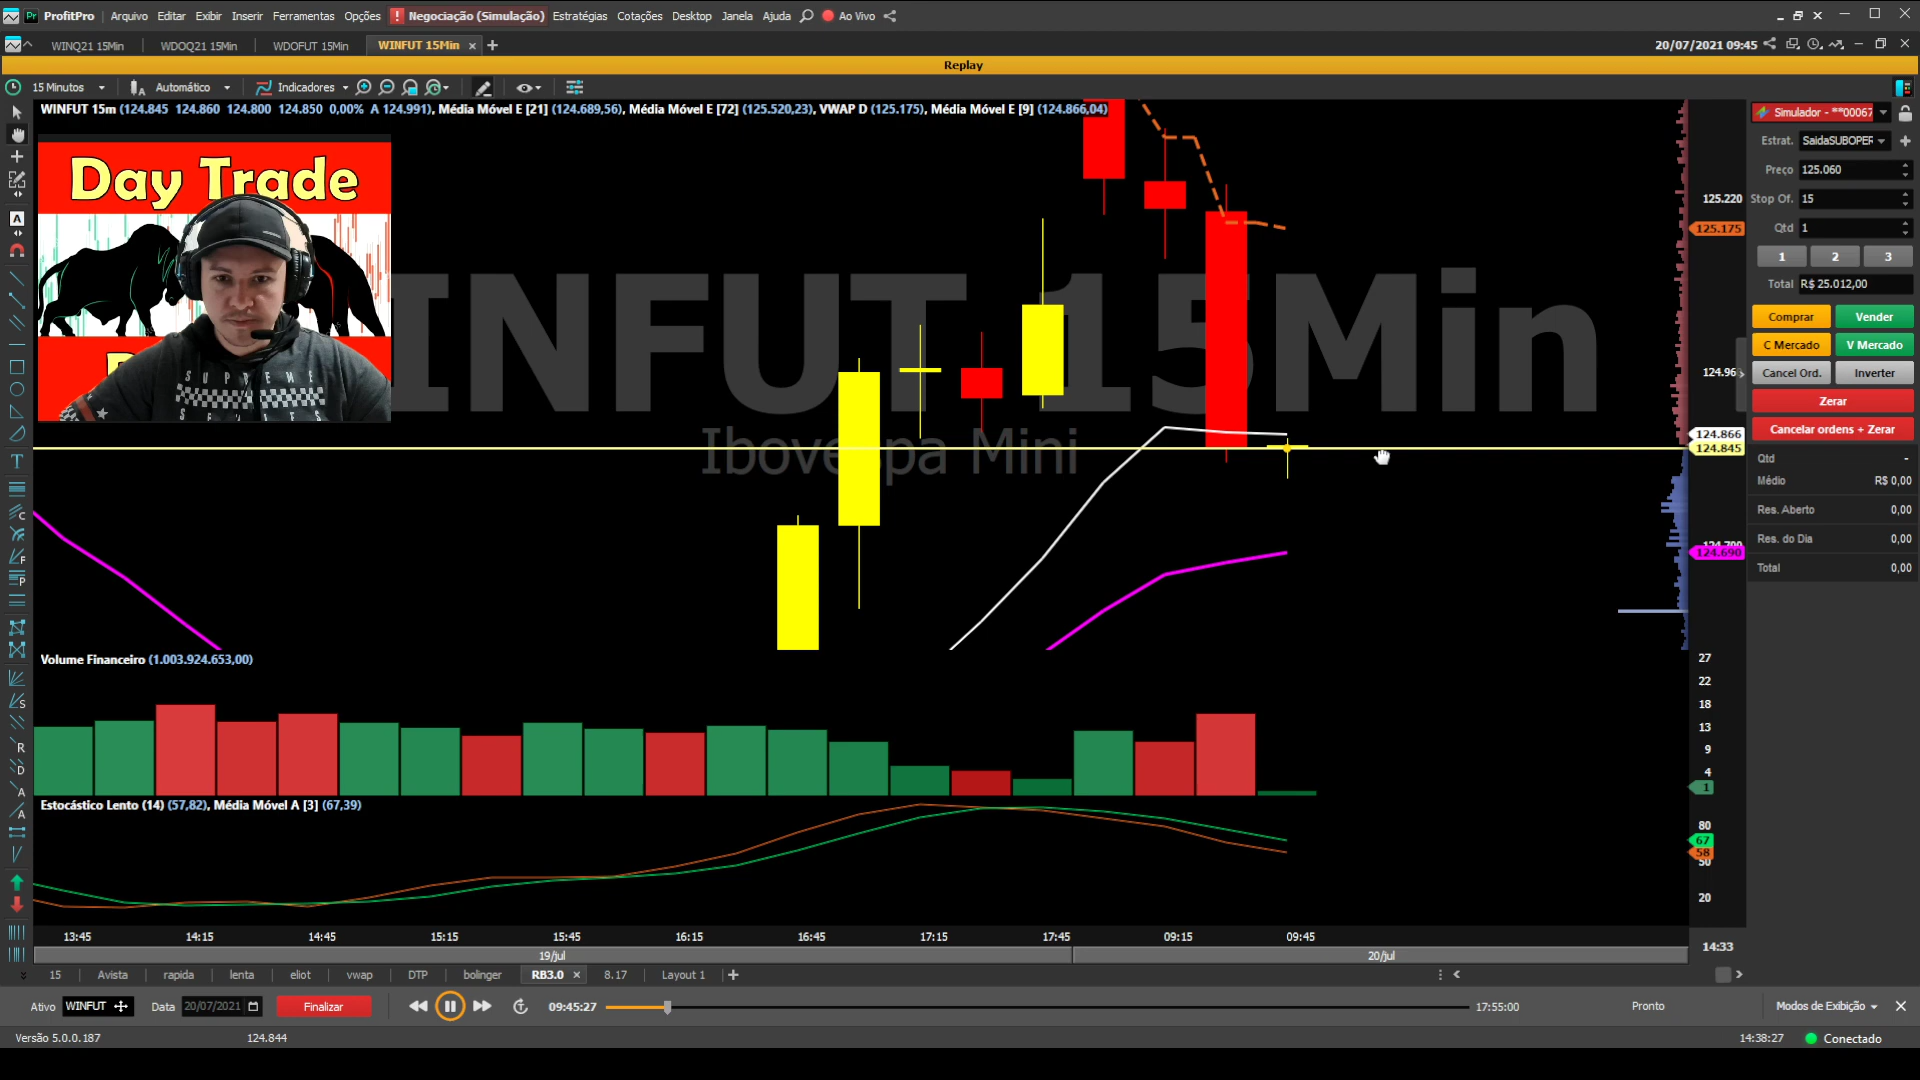 ProfitPro Arquivo Editar Exibir Inserir Ferramentas Opções ! Negociação (Simulação) Estratégias Cotações Desktop Janela Ajuda Ao Vivo
WINQ21 15Min WDOQ21 15Min WDOFUT 15Min WINFUT 15Min 20/07/2021 09:45
Replay
15 Minutos Automático Indicadores
WINFUT 15m (124.845 124.860 124.800 124.850 0,00% A 124.991), Média Móvel E [21] (124.689,56), Média Móvel E [72] (125.520,23), VWAP D (125.175), Média Móvel E [9] (124.866,04)
Day Trade
SUPREME
INFUT 15Min
Ibovespa Mini
125.220
125.175
124.866
124.845
124.690
Simulador - **00067
Estrat. SaidaSUBOPER
Preço 125.060
Stop Of. 15
Qtd 1
1 2 3
Total R$ 25.012,00
Comprar Vender
C Mercado V Mercado
Cancel Ord. Inverter
Zerar
Cancelar ordens + Zerar
Qtd -
Médio R$ 0,00
Res. Aberto 0,00
Res. do Dia 0,00
Total 0,00
Volume Financeiro (1.003.924.653,00)
27
22
18
13
9
4
1
Estocástico Lento (14) (57,82), Média Móvel A [3] (67,39)
80
67
58
50
20
13:45 14:15 14:45 15:15 15:45 16:15 16:45 17:15 17:45 09:15 09:45
14:33
19/jul 20/jul
15 Avista rapida lenta eliot vwap DTP bolinger RB3.0 8.17 Layout 1
Ativo WINFUT Data 20/07/2021 Finalizar 09:45:27 17:55:00 Pronto Modos de Exibição
Versão 5.0.0.187 124.844 14:38:27 Conectado